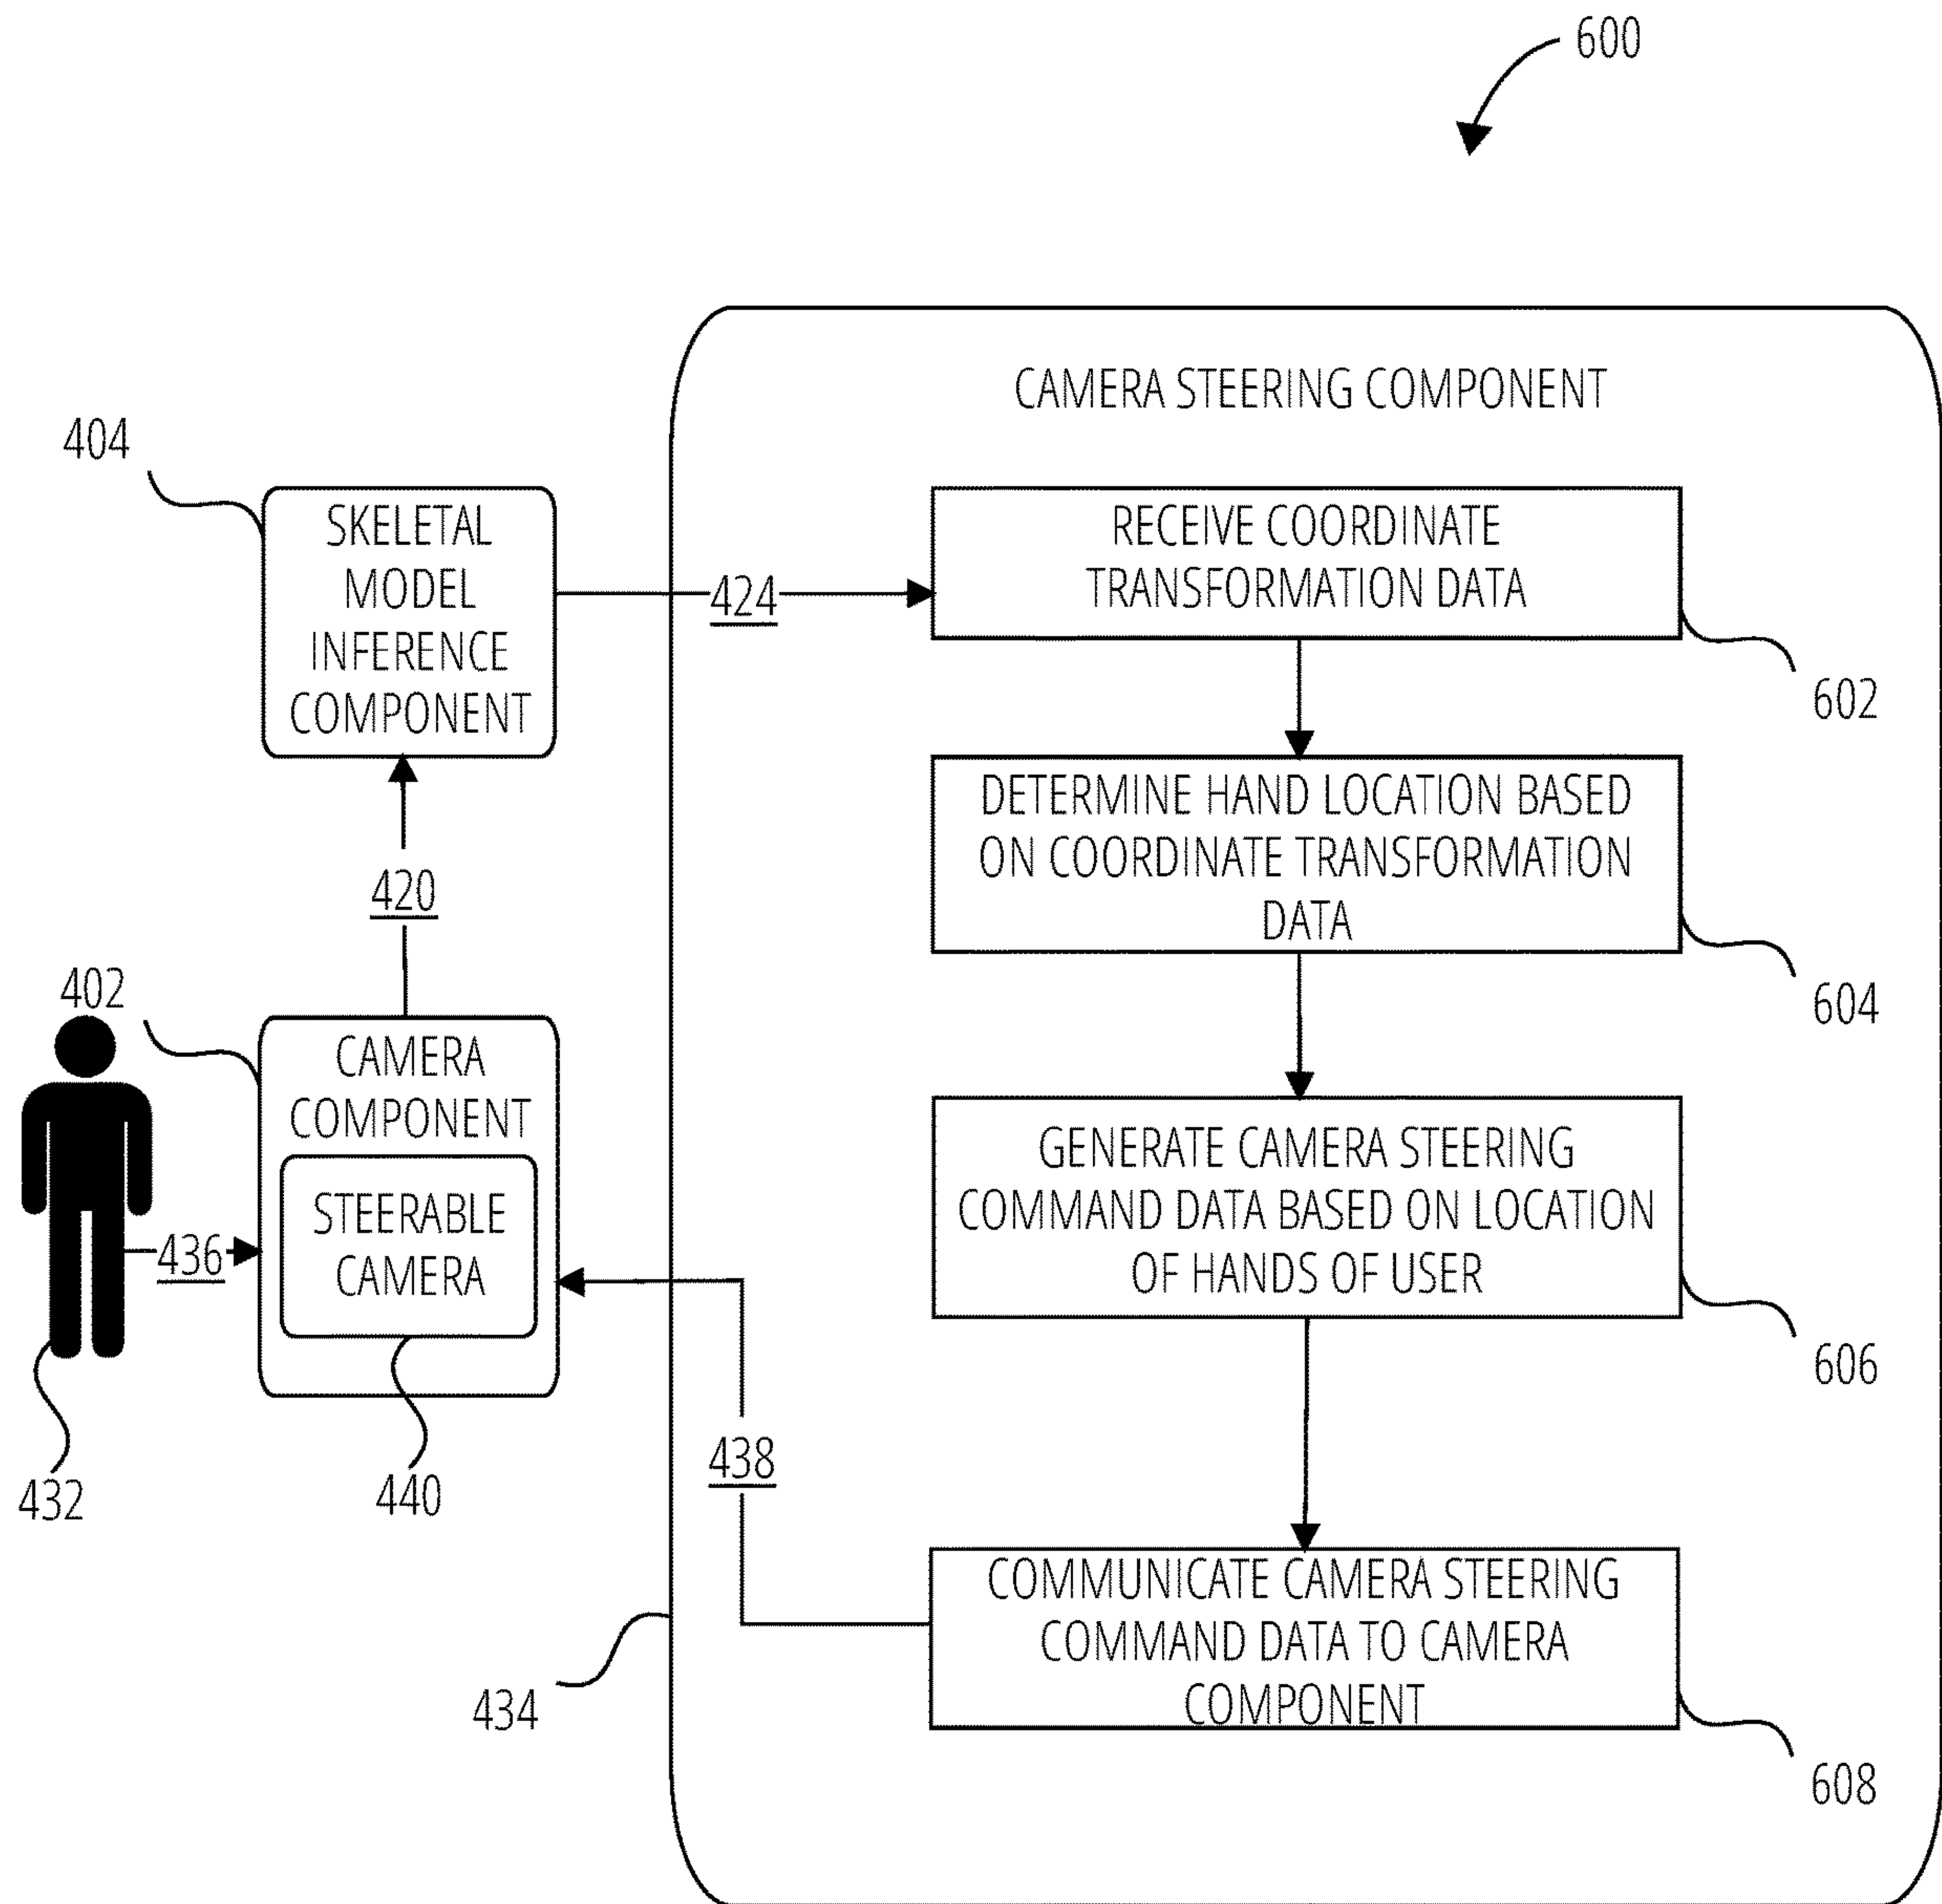 600
CAMERA STEERING COMPONENT
404
SKELETAL
MODEL
INFERENCE
COMPONENT
424
RECEIVE COORDINATE
TRANSFORMATION DATA
602
DETERMINE HAND LOCATION BASED
ON COORDINATE TRANSFORMATION
DATA
604
420
402
CAMERA
COMPONENT
STEERABLE
CAMERA
436
432
440
GENERATE CAMERA STEERING
COMMAND DATA BASED ON LOCATION
OF HANDS OF USER
606
438
COMMUNICATE CAMERA STEERING
COMMAND DATA TO CAMERA
COMPONENT
434
608